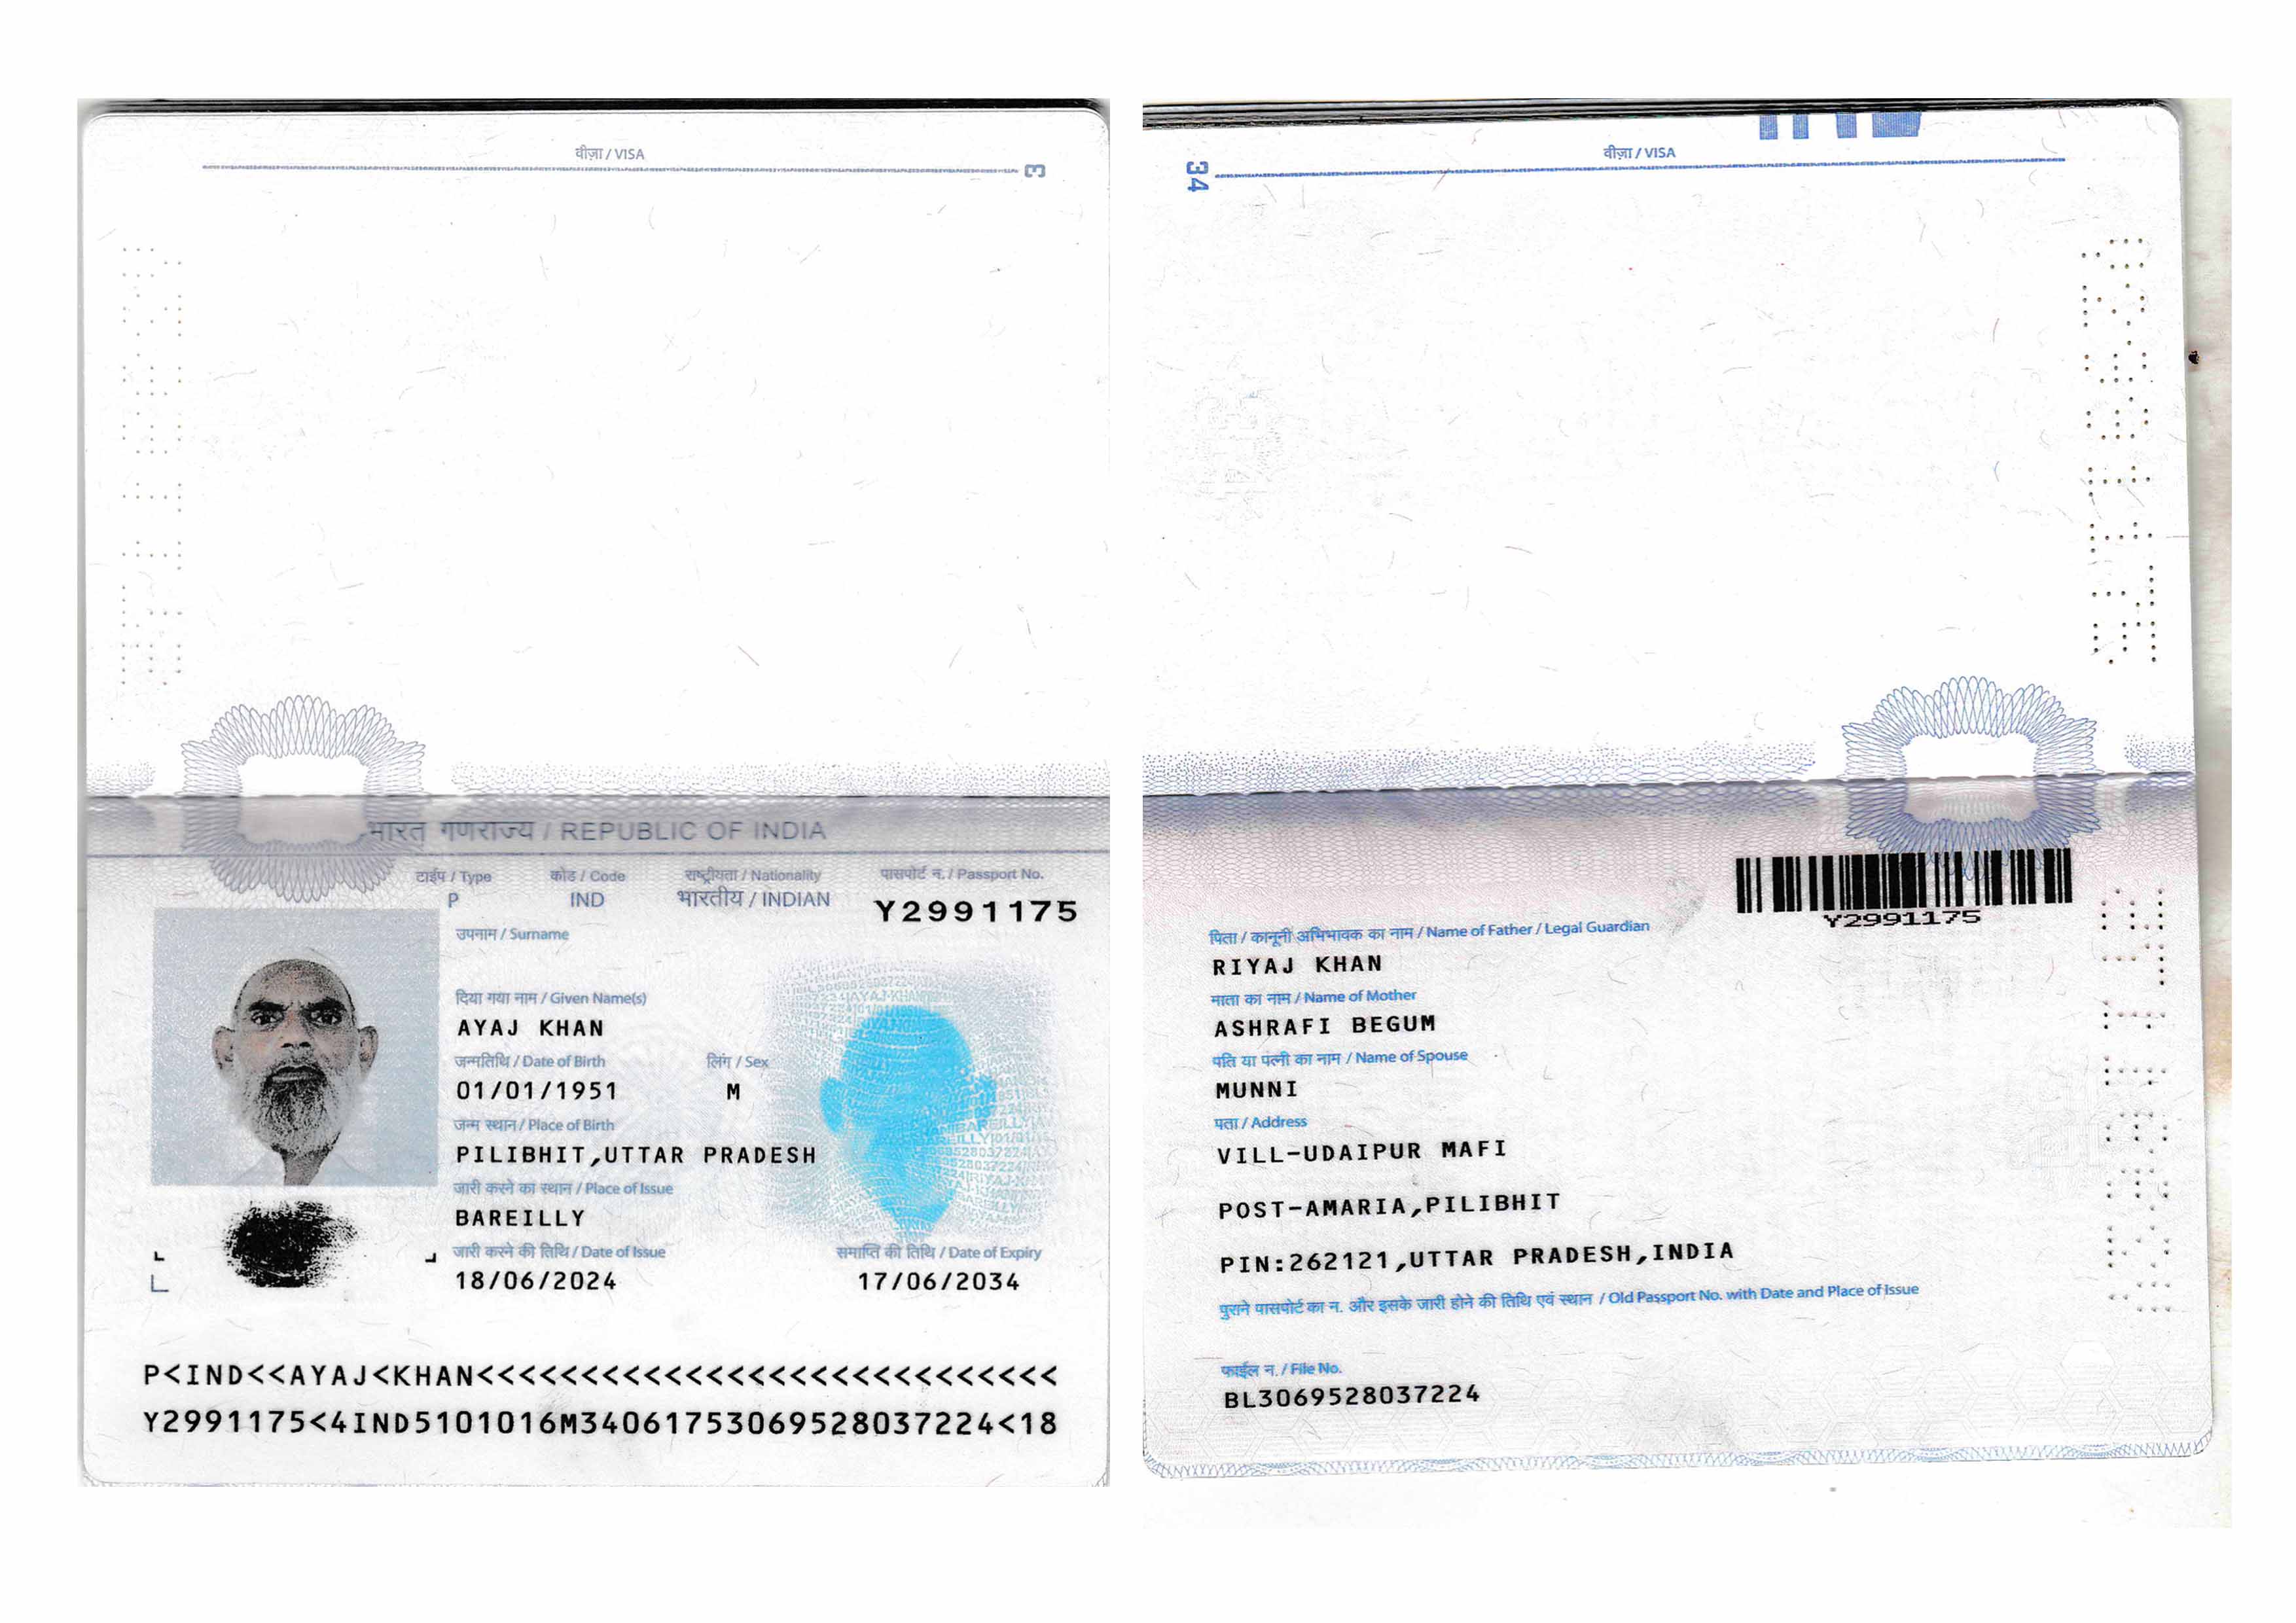 वीज़ा / VISA
3
भारत गणराज्य / REPUBLIC OF INDIA
टाईप / Type
कोड / Code
राष्ट्रीयता / Nationality
पासपोर्ट न. / Passport No.
P
IND
भारतीय / INDIAN
Y2991175
उपनाम / Surname
दिया गया नाम / Given Name(s)
AYAJ KHAN
जन्मतिथि / Date of Birth
लिंग / Sex
01/01/1951
M
जन्म स्थान / Place of Birth
PILIBHIT,UTTAR PRADESH
जारी करने का स्थान / Place of Issue
BAREILLY
जारी करने की तिथि / Date of Issue
समाप्ति की तिथि / Date of Expiry
18/06/2024
17/06/2034
P<IND<<AYAJ<KHAN<<<<<<<<<<<<<<<<<<<<<<<<<<<<
Y2991175<4IND5101016M34061753069528037224<18
वीज़ा / VISA
34
Y2991175
पिता / कानूनी अभिभावक का नाम / Name of Father / Legal Guardian
RIYAJ KHAN
माता का नाम / Name of Mother
ASHRAFI BEGUM
पति या पत्नी का नाम / Name of Spouse
MUNNI
पता / Address
VILL-UDAIPUR MAFI
POST-AMARIA,PILIBHIT
PIN:262121,UTTAR PRADESH,INDIA
पुराने पासपोर्ट का न. और इसके जारी होने की तिथि एवं स्थान / Old Passport No. with Date and Place of Issue
फाईल न. / File No.
BL3069528037224